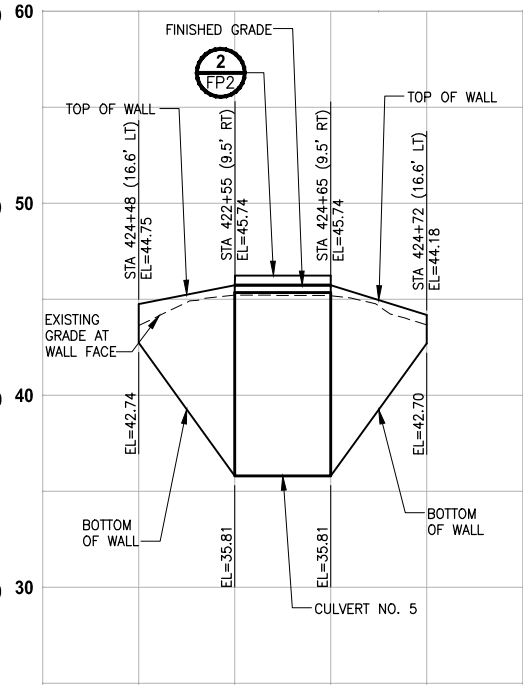 60
FINISHED GRADE
2
FP2
TOP OF WALL
TOP OF WALL
STA 424+48 (16.6' LT)
EL=44.75
STA 422+55 (9.5' RT)
EL=45.74
STA 424+65 (9.5' RT)
EL=45.74
STA 424+72 (16.6' LT)
EL=44.18
50
EXISTING
GRADE AT
WALL FACE
40
EL=42.74
EL=42.70
BOTTOM
OF WALL
BOTTOM
OF WALL
EL=35.81
EL=35.81
30
CULVERT NO. 5